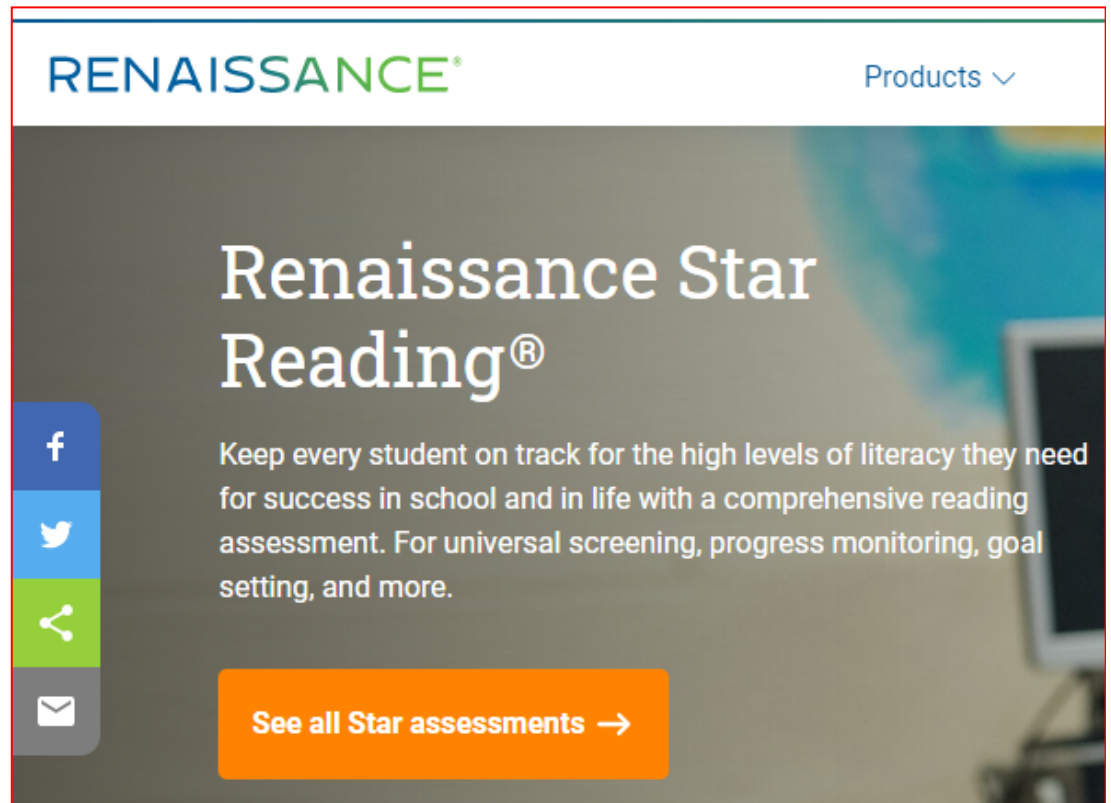 RENAISSANCE®
Products
Renaissance Star
Reading®
Keep every student on track for the high levels of literacy they need
for success in school and in life with a comprehensive reading
assessment. For universal screening, progress monitoring, goal
setting, and more.
See all Star assessments →